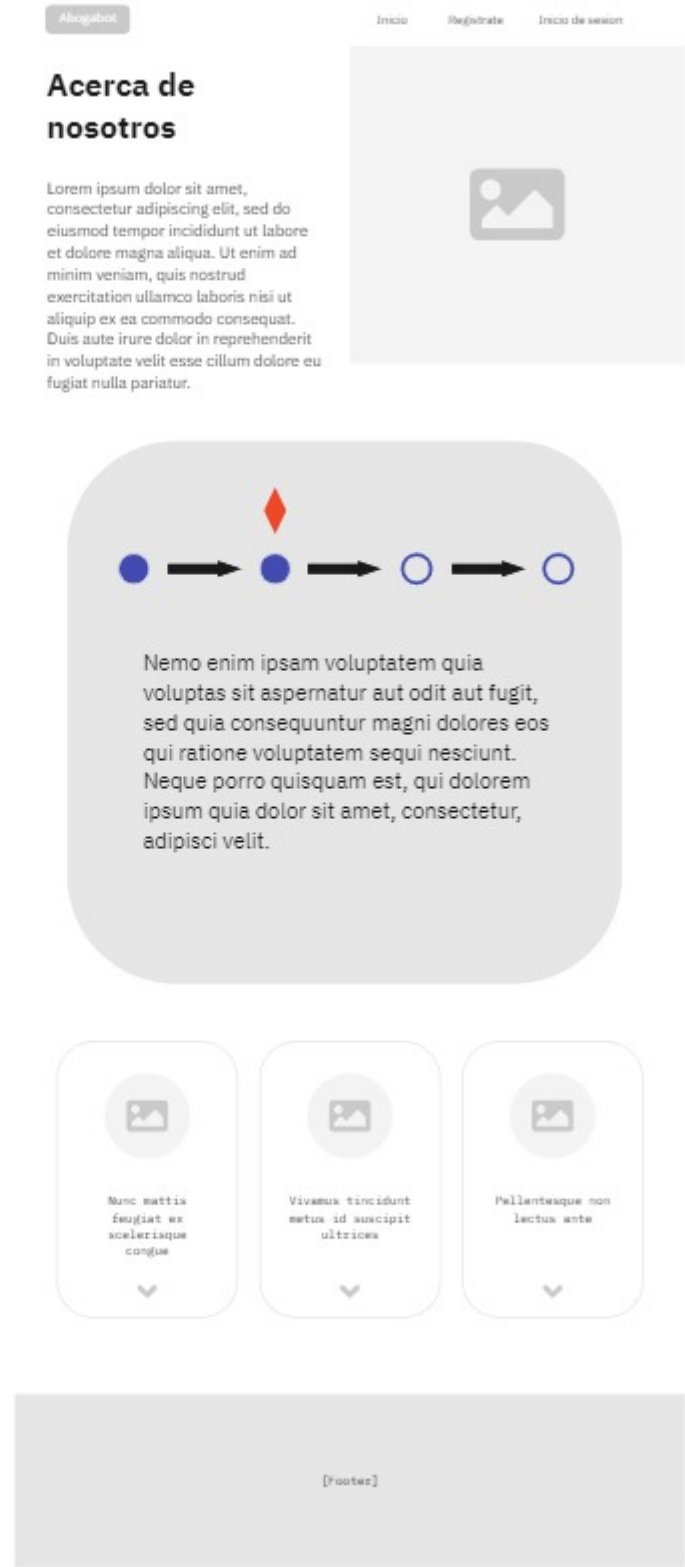 Abogabot
Inicio Registrate Inicio de sesion
Acerca de
nosotros
Lorem ipsum dolor sit amet,
consectetur adipiscing elit, sed do
eiusmod tempor incididunt ut labore
et dolore magna aliqua. Ut enim ad
minim veniam, quis nostrud
exercitation ullamco laboris nisi ut
aliquip ex ea commodo consequat.
Duis aute irure dolor in reprehenderit
in voluptate velit esse cillum dolore eu
fugiat nulla pariatur.
Nemo enim ipsam voluptatem quia
voluptas sit aspernatur aut odit aut fugit,
sed quia consequuntur magni dolores eos
qui ratione voluptatem sequi nesciunt.
Neque porro quisquam est, qui dolorem
ipsum quia dolor sit amet, consectetur,
adipisci velit.
Nunc mattis
feugiat ex
scelerisque
congue
Vivamus tincidunt
metus id suscipit
ultrices
Pellentesque non
lectus ante
[Footer]